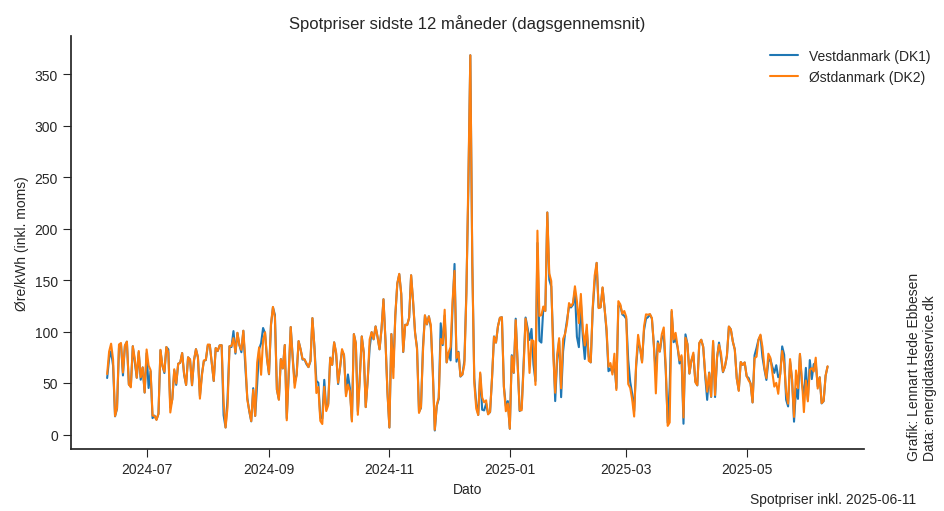 Spotpriser sidste 12 måneder (dagsgennemsnit)
Vestdanmark (DK1)
Østdanmark (DK2)
Øre/kWh (inkl. moms)
350
300
250
200
150
100
50
0
2024-07
2024-09
2024-11
2025-01
2025-03
2025-05
Dato
Grafik: Lennart Hede Ebbesen
Data: energidataservice.dk
Spotpriser inkl. 2025-06-11